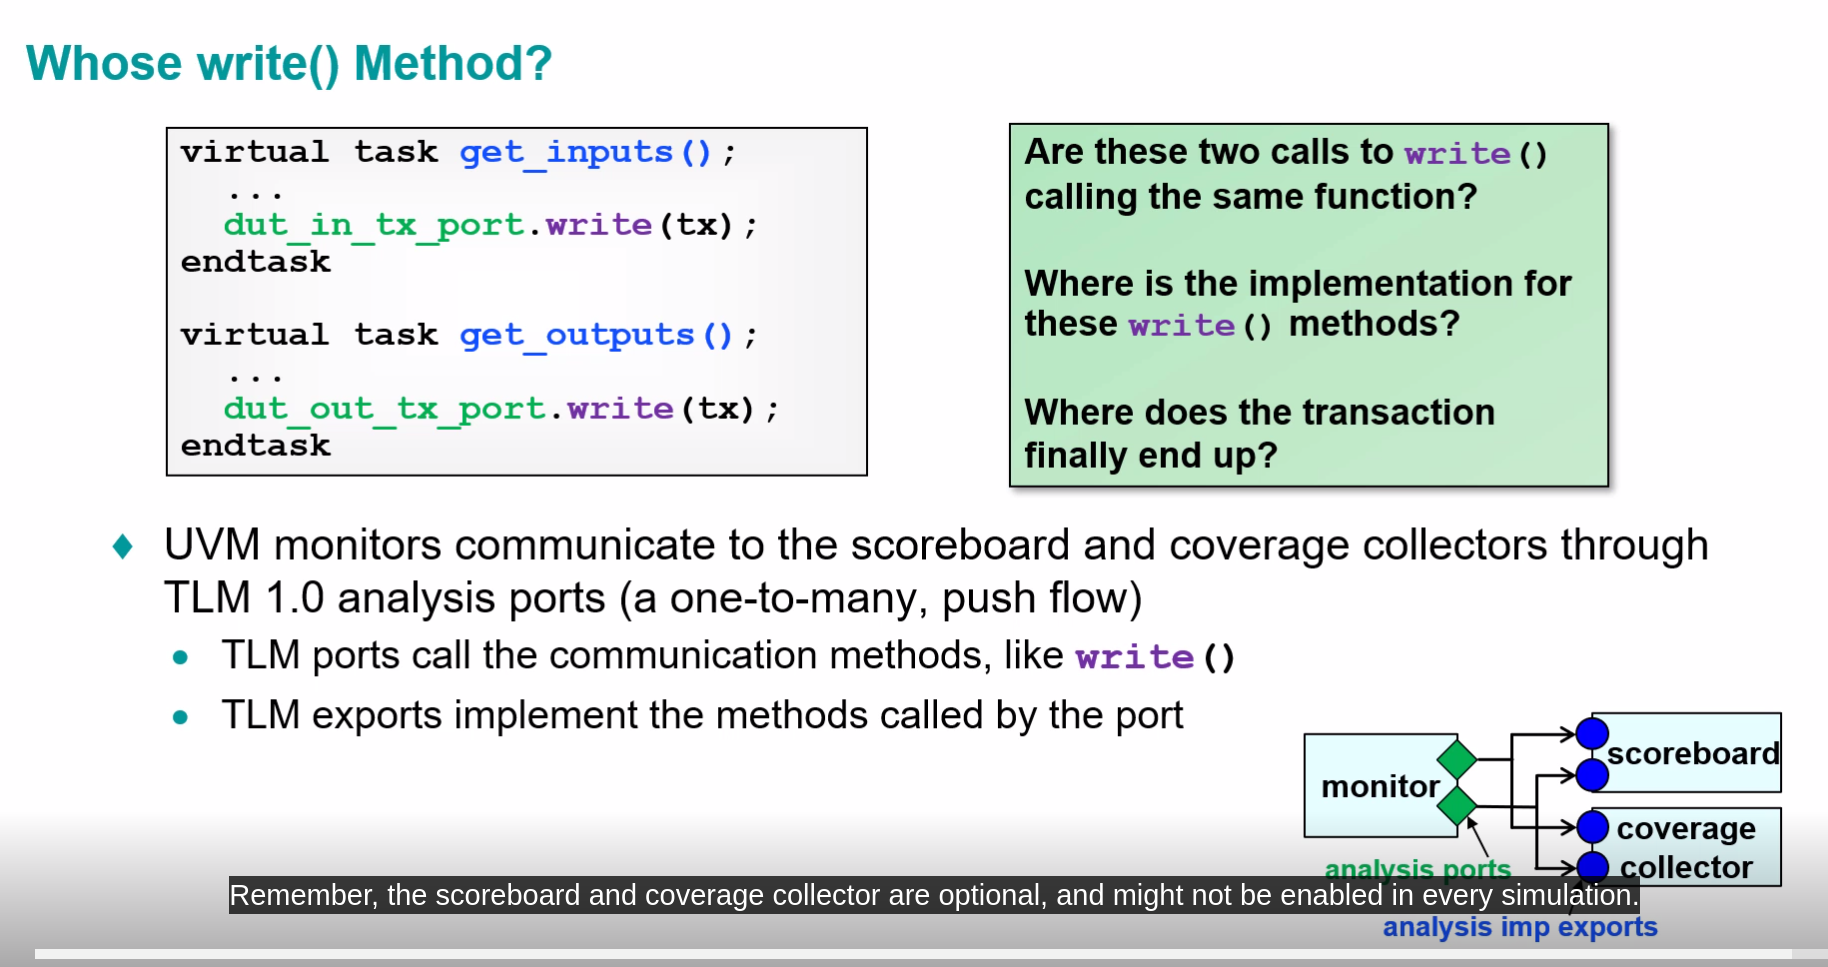 Whose write() Method?
virtual task get_inputs();
...
dut_in_tx_port.write(tx);
endtask
virtual task get_outputs();
...
dut_out_tx_port.write(tx);
endtask
Are these two calls to write()
calling the same function?
Where is the implementation for
these write() methods?
Where does the transaction
finally end up?
UVM monitors communicate to the scoreboard and coverage collectors through
TLM 1.0 analysis ports (a one-to-many, push flow)
TLM ports call the communication methods, like write()
TLM exports implement the methods called by the port
monitor
scoreboard
coverage
collector
analysis ports
Remember, the scoreboard and coverage collector are optional, and might not be enabled in every simulation.
analysis imp exports